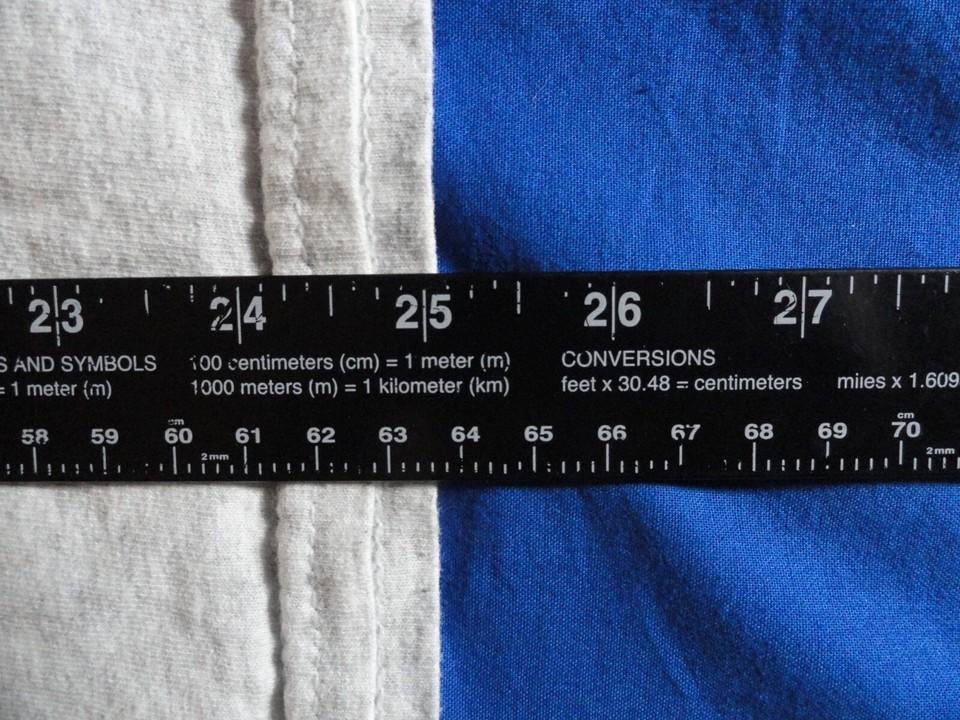 23 24 25 26 27
S AND SYMBOLS 100 centimeters (cm) = 1 meter (m) CONVERSIONS
= 1 meter (m) 1000 meters (m) = 1 kilometer (km) feet x 30.48 = centimeters miles x 1.609
cm cm
58 59 60 61 62 63 64 65 66 67 68 69 70
2mm 2mm